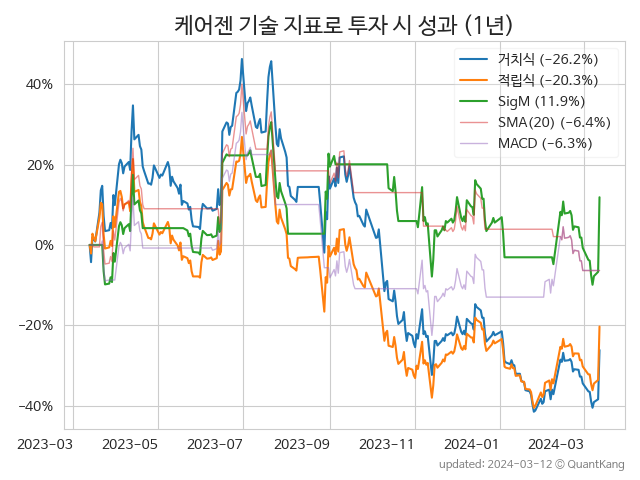 케어젠 기술 지표로 투자 시 성과 (1년)
거치식 (−26.2%)
적립식 (−20.3%)
SigM (11.9%)
SMA(20) (−6.4%)
MACD (−6.3%)
40%
20%
0%
−20%
−40%
2023-03
2023-05
2023-07
2023-09
2023-11
2024-01
2024-03
updated: 2024-03-12 © QuantKang